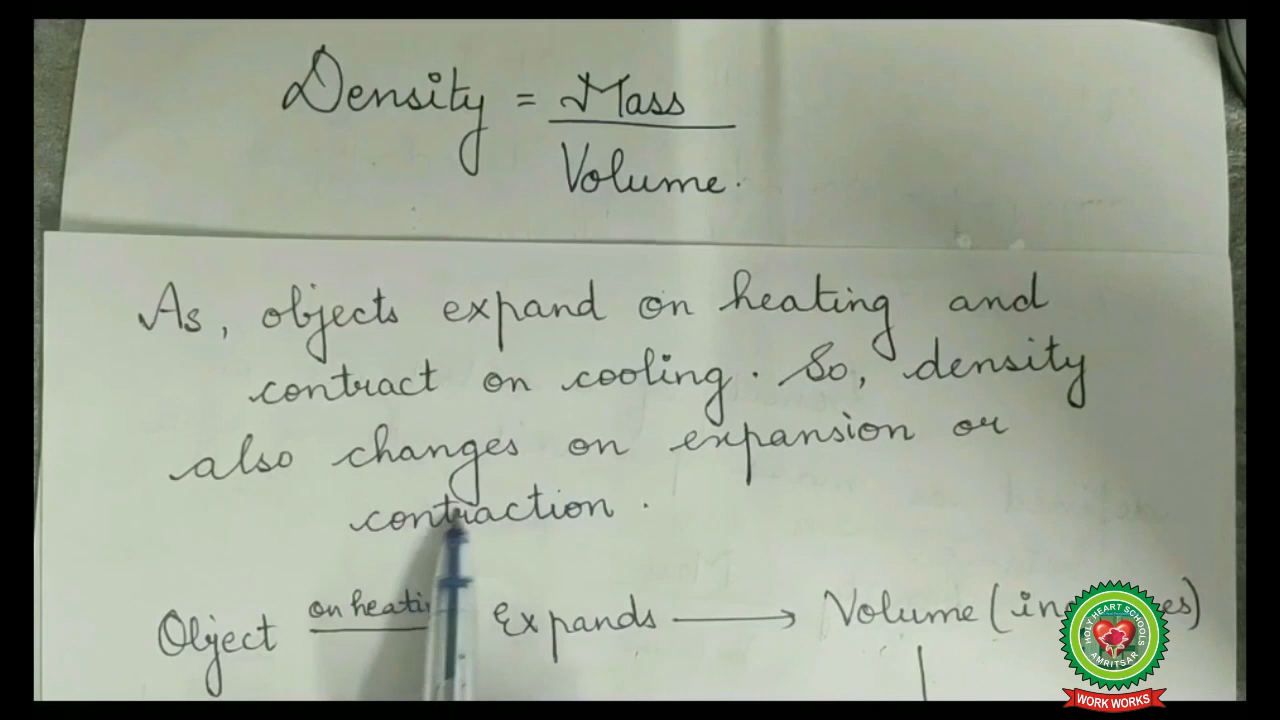 Density = Mass
Volume.
As, objects expand on heating and
contract on cooling. So, density
also changes on expansion or
contraction.
Object on Expands → Volume
HOLY HEART SCHOOLS
AMRITSAR
WORK WORKS